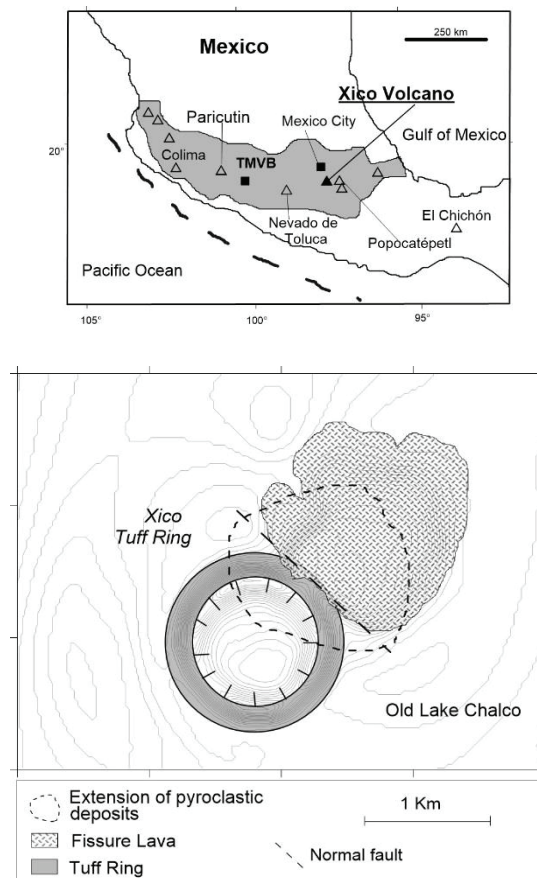 Mexico
250 km
Xico Volcano
Paricutin
Mexico City
Gulf of Mexico
20°
Colima
TMVB
El Chichón
Nevado de
Toluca
Popocatépetl
Pacific Ocean
105°
100°
95°
Xico
Tuff Ring
Old Lake Chalco
Extension of pyroclastic
deposits
1 Km
Fissure Lava
Normal fault
Tuff Ring